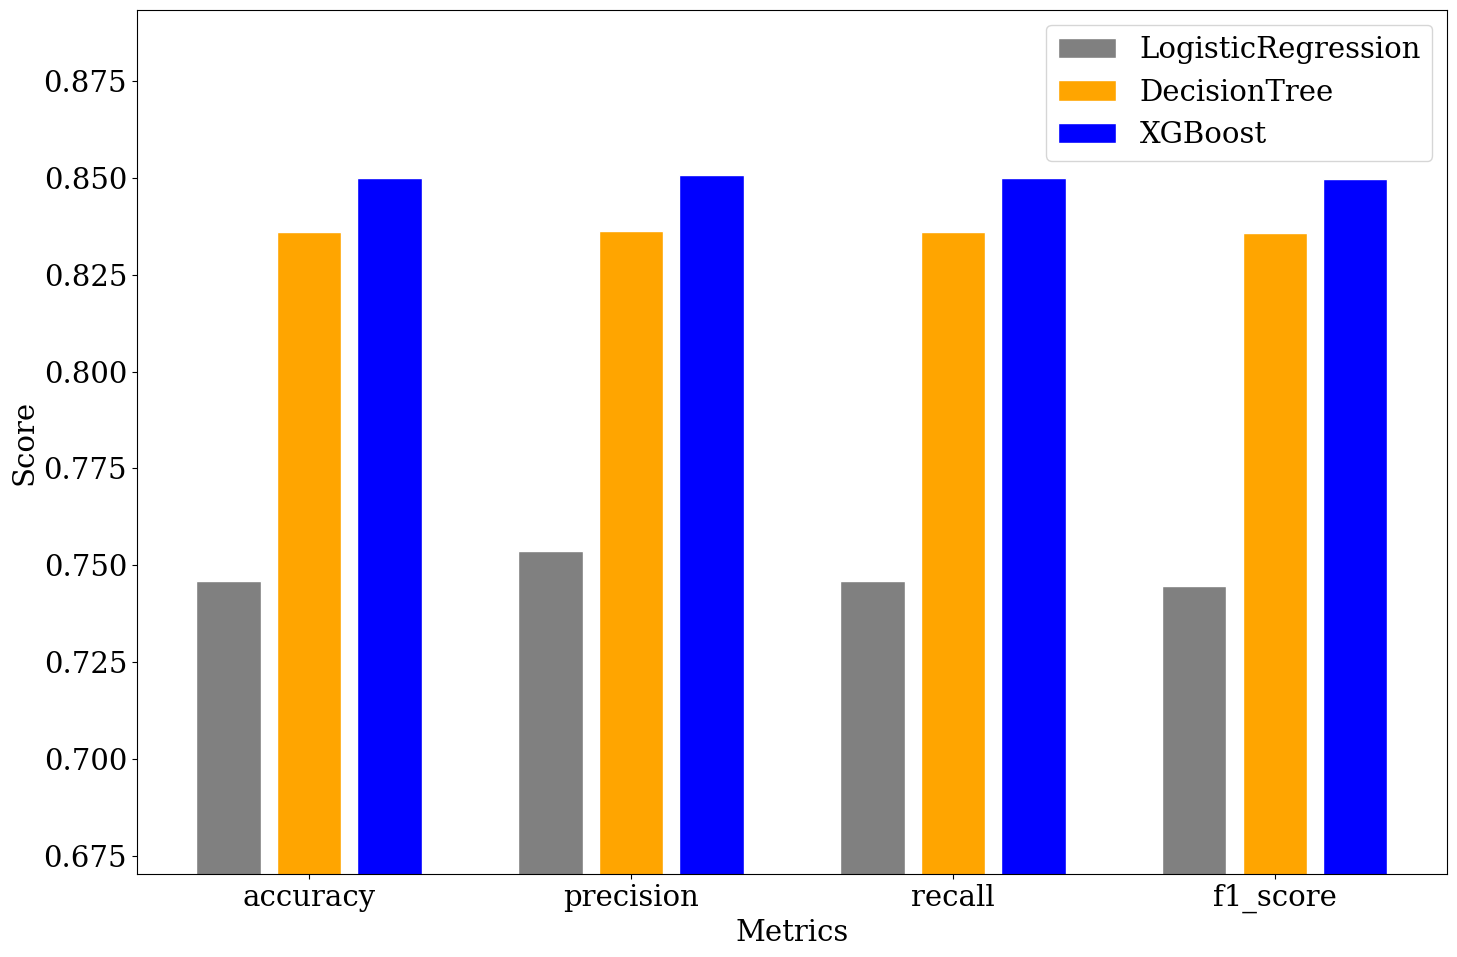 LogisticRegression
DecisionTree
XGBoost
0.875
0.850
0.825
0.800
0.775
0.750
0.725
0.700
0.675
Score
accuracy precision recall f1_score
Metrics